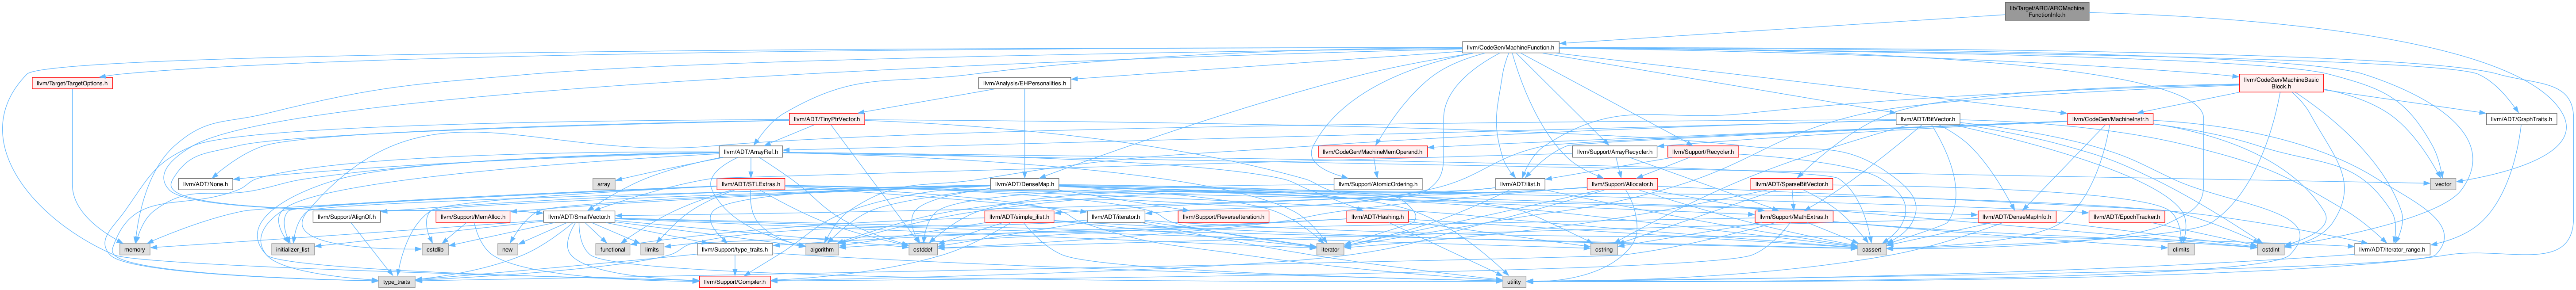 lib/Target/ARC/ARCMachine
FunctionInfo.h
llvm/CodeGen/MachineFunction.h
llvm/Target/TargetOptions.h
llvm/Analysis/EHPersonalities.h
llvm/CodeGen/MachineBasic
Block.h
llvm/ADT/TinyPtrVector.h
llvm/ADT/BitVector.h
llvm/CodeGen/MachineInstr.h
llvm/ADT/GraphTraits.h
llvm/ADT/ArrayRef.h
llvm/CodeGen/MachineMemOperand.h
llvm/Support/ArrayRecycler.h
llvm/Support/Recycler.h
llvm/ADT/None.h
array
llvm/ADT/STLExtras.h
llvm/ADT/DenseMap.h
llvm/Support/AtomicOrdering.h
llvm/ADT/ilist.h
llvm/Support/Allocator.h
llvm/ADT/SparseBitVector.h
vector
llvm/Support/AlignOf.h
llvm/Support/MemAlloc.h
llvm/ADT/SmallVector.h
llvm/ADT/simple_ilist.h
llvm/ADT/iterator.h
llvm/Support/ReverseIteration.h
llvm/ADT/Hashing.h
llvm/Support/MathExtras.h
llvm/ADT/DenseMapInfo.h
llvm/ADT/EpochTracker.h
memory
initializer_list
cstdlib
new
functional
limits
llvm/Support/type_traits.h
algorithm
cstddef
iterator
cstring
cassert
climits
cstdint
llvm/ADT/iterator_range.h
type_traits
llvm/Support/Compiler.h
utility